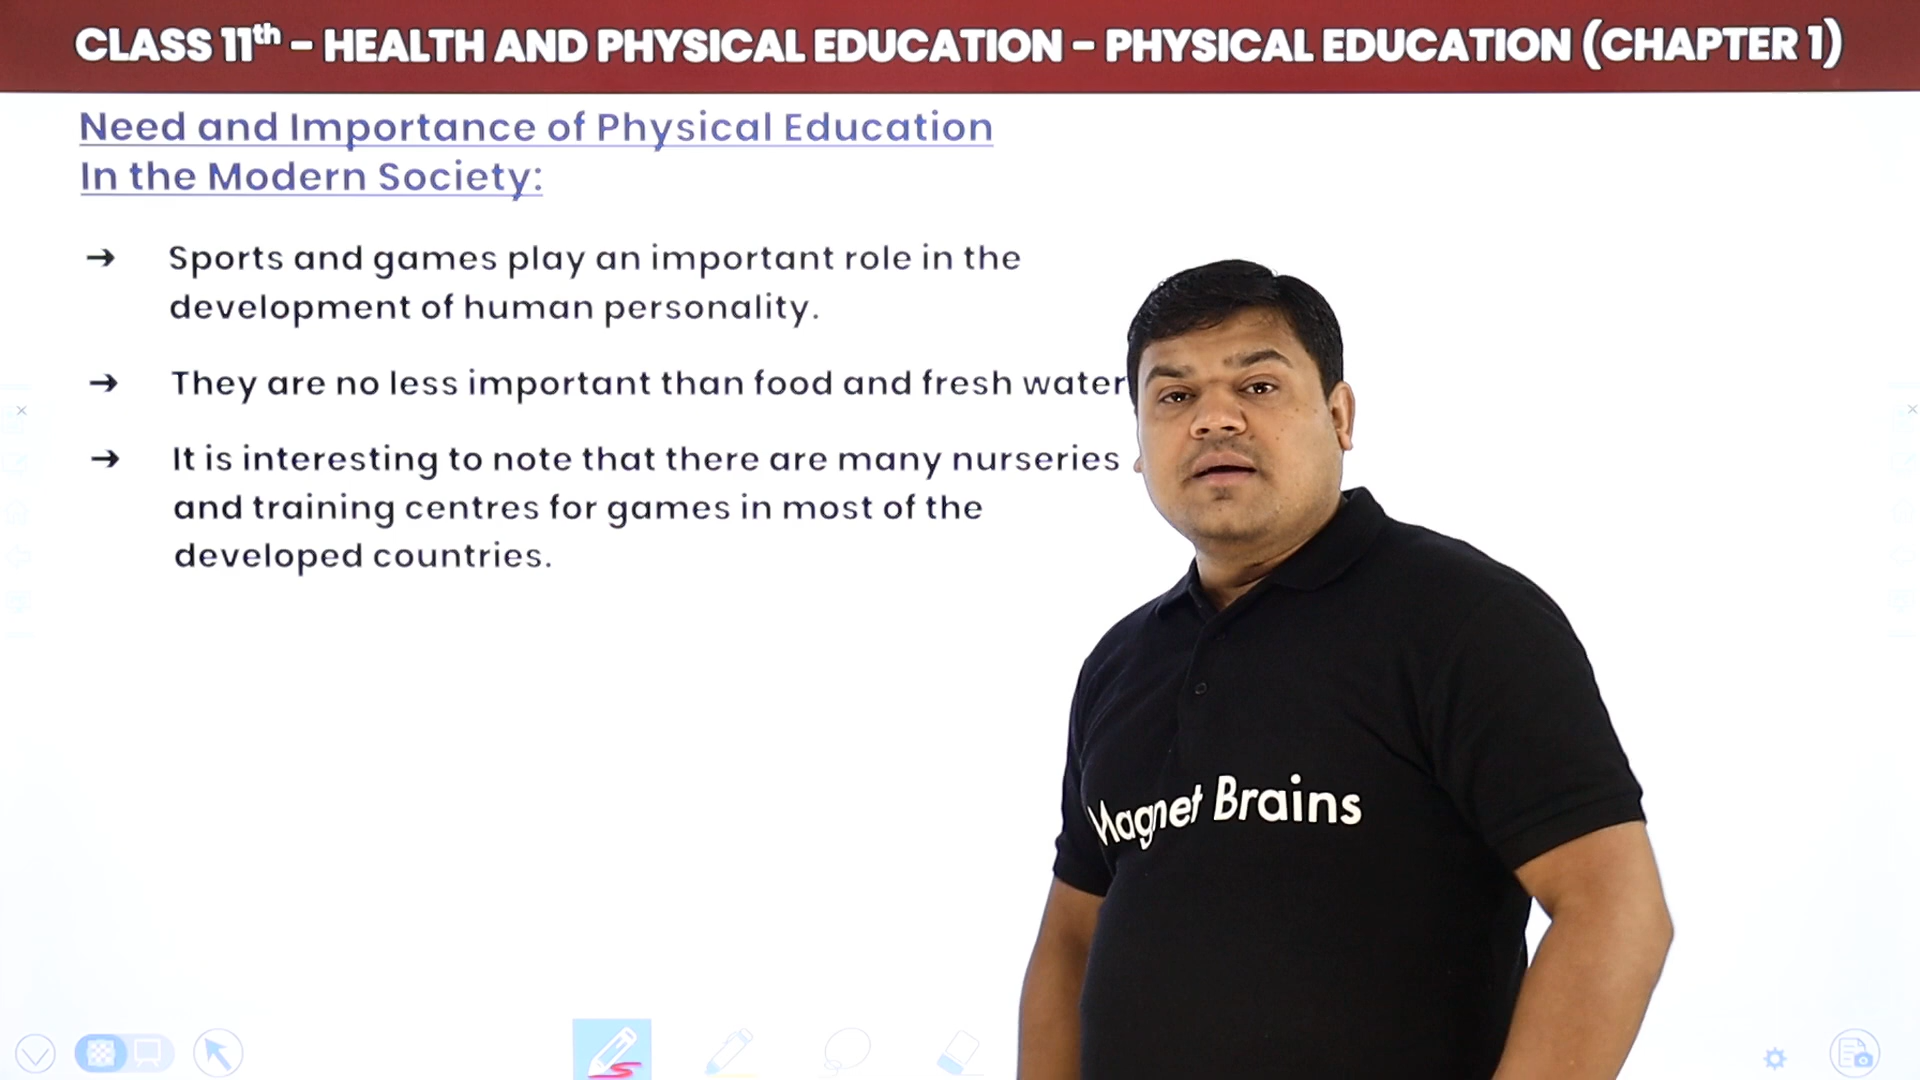 CLASS 11th - HEALTH AND PHYSICAL EDUCATION - PHYSICAL EDUCATION (CHAPTER 1)
Need and Importance of Physical Education
In the Modern Society:
→ Sports and games play an important role in the
development of human personality.
→ They are no less important than food and fresh water
→ It is interesting to note that there are many nurseries
and training centres for games in most of the
developed countries.
Magnet Brains